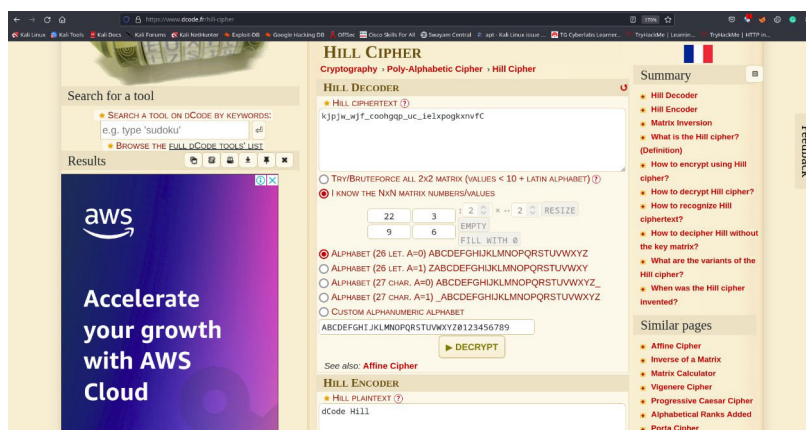 https://www.dcode.fr/hill-cipher
170%
Kali Linux
Kali Tools
Kali Docs
Kali Forums
Kali NetHunter
Exploit-DB
Google Hacking DB
OffSec
Cisco Skills For All
Swayam Central
apt - Kali Linux issue ...
TG Cyberlabs Learner...
TryHackMe | Learnin...
TryHackMe | HTTP in...
Search for a tool
SEARCH A TOOL ON DCODE BY KEYWORDS:
e.g. type 'sudoku'
BROWSE THE FULL DCODE TOOLS' LIST
Results
aws
Accelerate
your growth
with AWS
Cloud
HILL CIPHER
Cryptography › Poly-Alphabetic Cipher › Hill Cipher
HILL DECODER
HILL CIPHERTEXT ?
kjpjw_wjf_coohgqp_uc_ielxpogkxnvfC
TRY/BRUTEFORCE ALL 2X2 MATRIX (VALUES < 10 + LATIN ALPHABET) ?
I KNOW THE NXN MATRIX NUMBERS/VALUES
22 3 ↕ 2 × ↔ 2 RESIZE
EMPTY
9 6
FILL WITH 0
ALPHABET (26 LET. A=0) ABCDEFGHIJKLMNOPQRSTUVWXYZ
ALPHABET (26 LET. A=1) ZABCDEFGHIJKLMNOPQRSTUVWXY
ALPHABET (27 CHAR. A=0) ABCDEFGHIJKLMNOPQRSTUVWXYZ_
ALPHABET (27 CHAR. A=1) _ABCDEFGHIJKLMNOPQRSTUVWXYZ
CUSTOM ALPHANUMERIC ALPHABET
ABCDEFGHIJKLMNOPQRSTUVWXYZ0123456789
▶ DECRYPT
See also: Affine Cipher
HILL ENCODER
HILL PLAINTEXT ?
dCode Hill
Summary
Hill Decoder
Hill Encoder
Matrix Inversion
What is the Hill cipher?
(Definition)
How to encrypt using Hill
cipher?
How to decrypt Hill cipher?
How to recognize Hill
ciphertext?
How to decipher Hill without
the key matrix?
What are the variants of the
Hill cipher?
When was the Hill cipher
invented?
Similar pages
Affine Cipher
Inverse of a Matrix
Matrix Calculator
Vigenere Cipher
Progressive Caesar Cipher
Alphabetical Ranks Added
Porta Cipher
Feedback